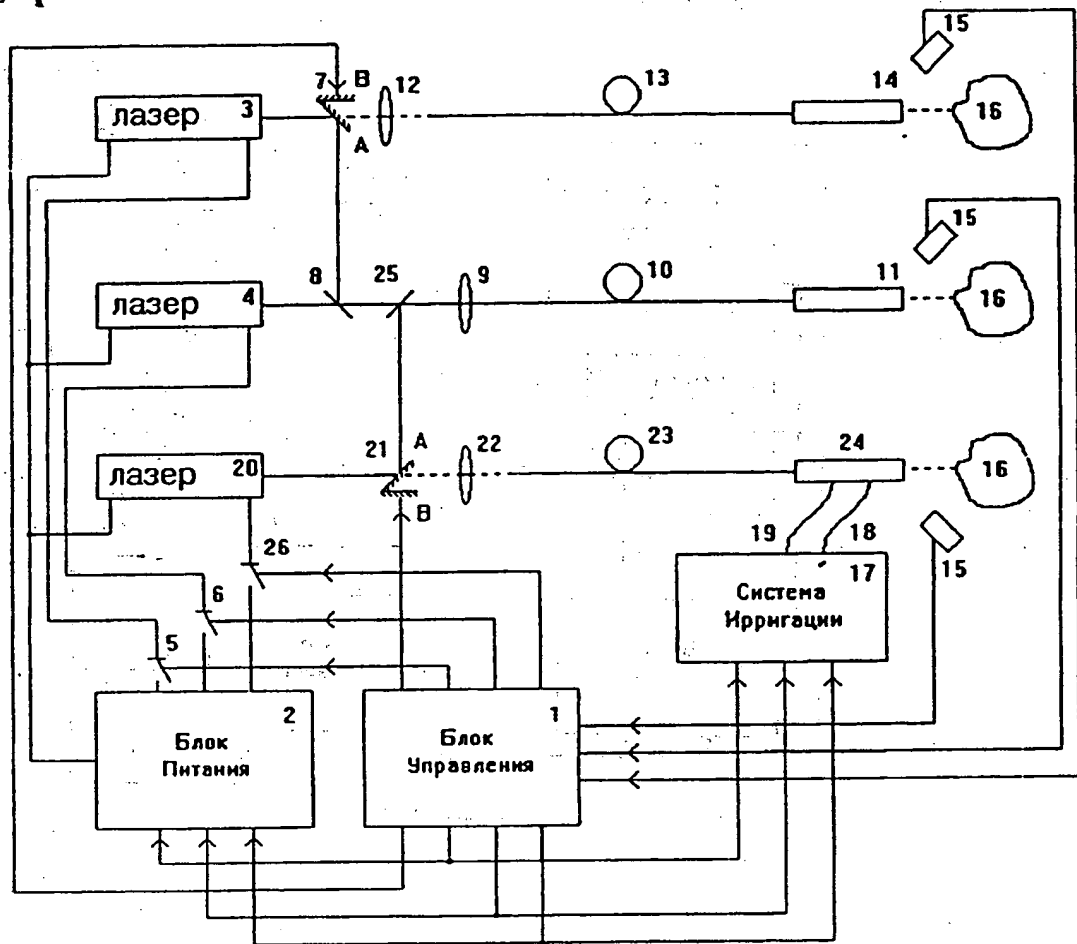 15
7 B 12 13 14
лазер 3 16
A
15
8 25 9 10 11
лазер 4 16
21 A 22 23 24
лазер 20 16
B
19 18
26 17 15
Система
Ирригации
6
5
2 1
Блок
Питания
Блок
Управления